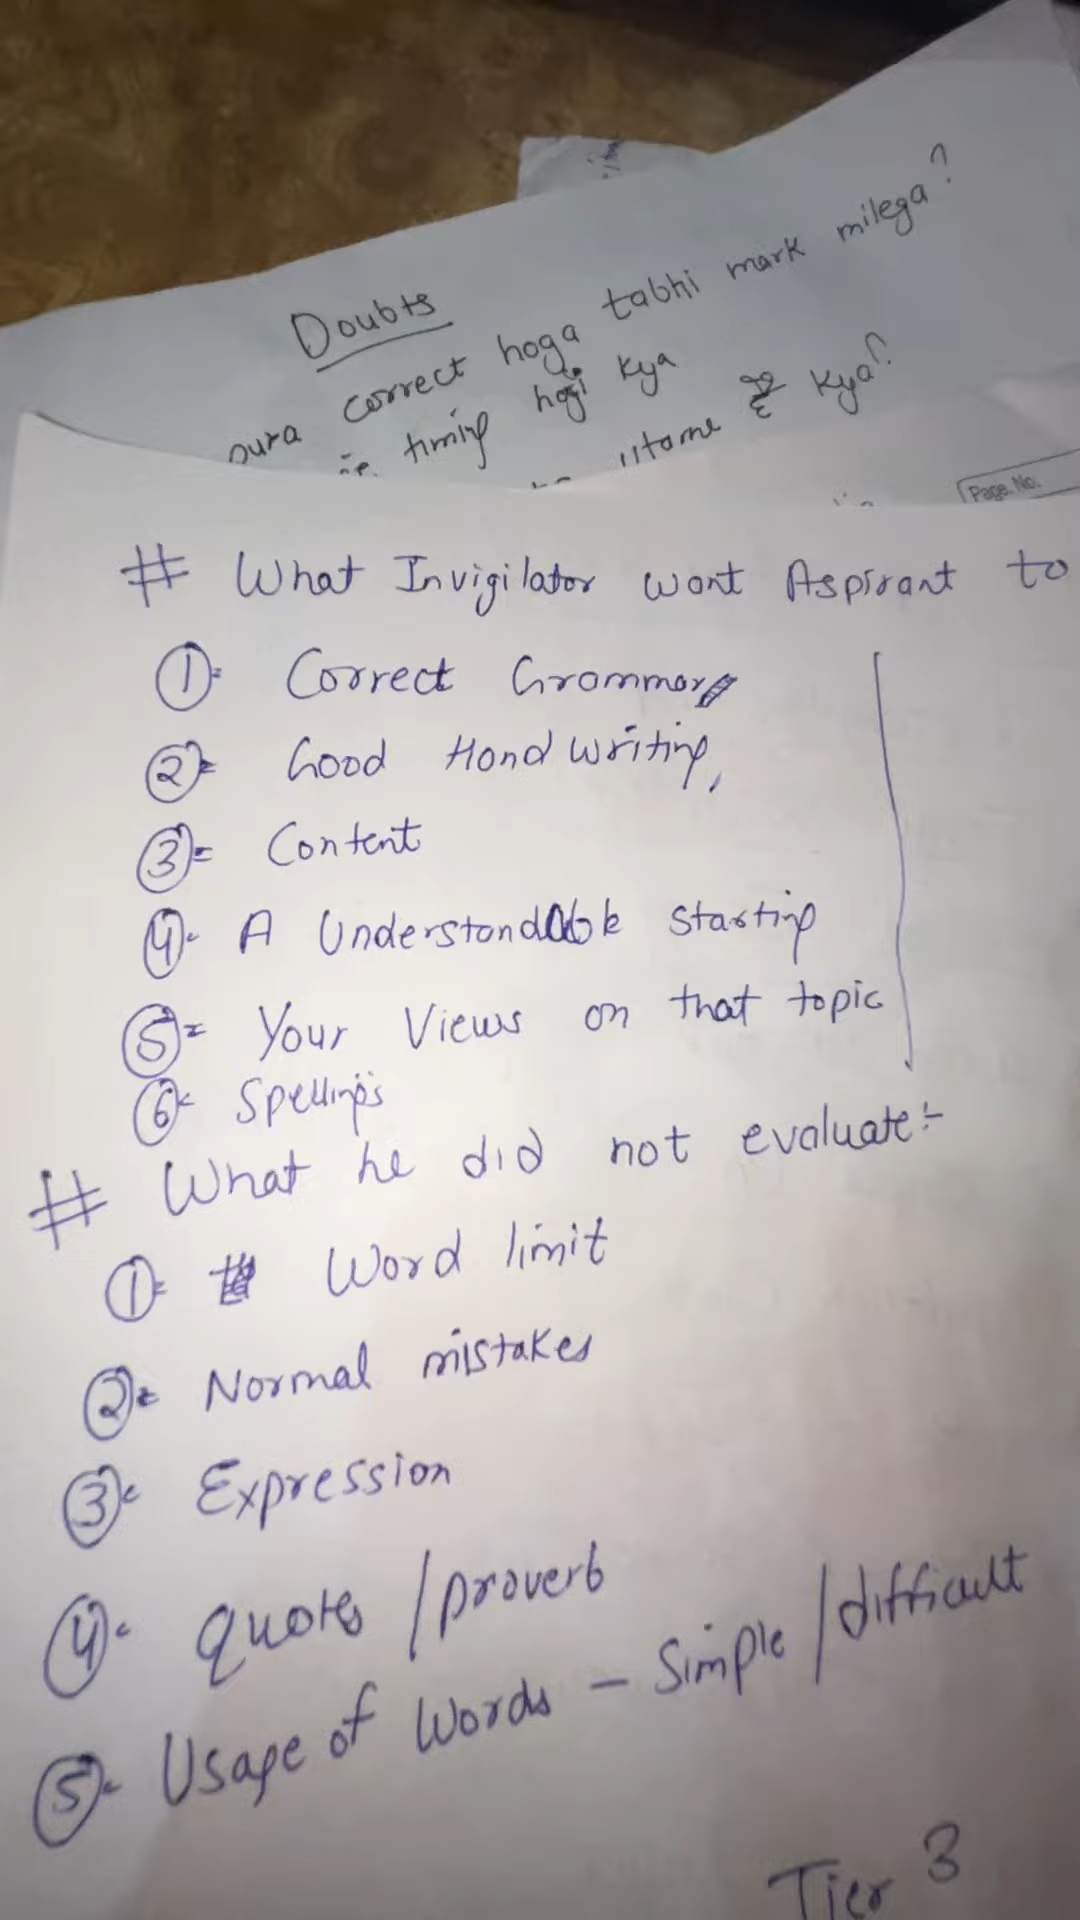 Doubts
pura correct hoga tabhi mark milega?
timing hogi kya
है kya?
Page. No.
# What Invigilator want Aspirant to
① Correct Grammar
② Good Handwriting,
③ Content
④ A Understandable Starting
⑤ Your Views on that topic
⑥ Spellings
# What he did not evaluate:-
① Word limit
② Normal mistakes
③ Expression
④ quotes / proverb
⑤ Usage of Words - Simple / difficult
Tier 3